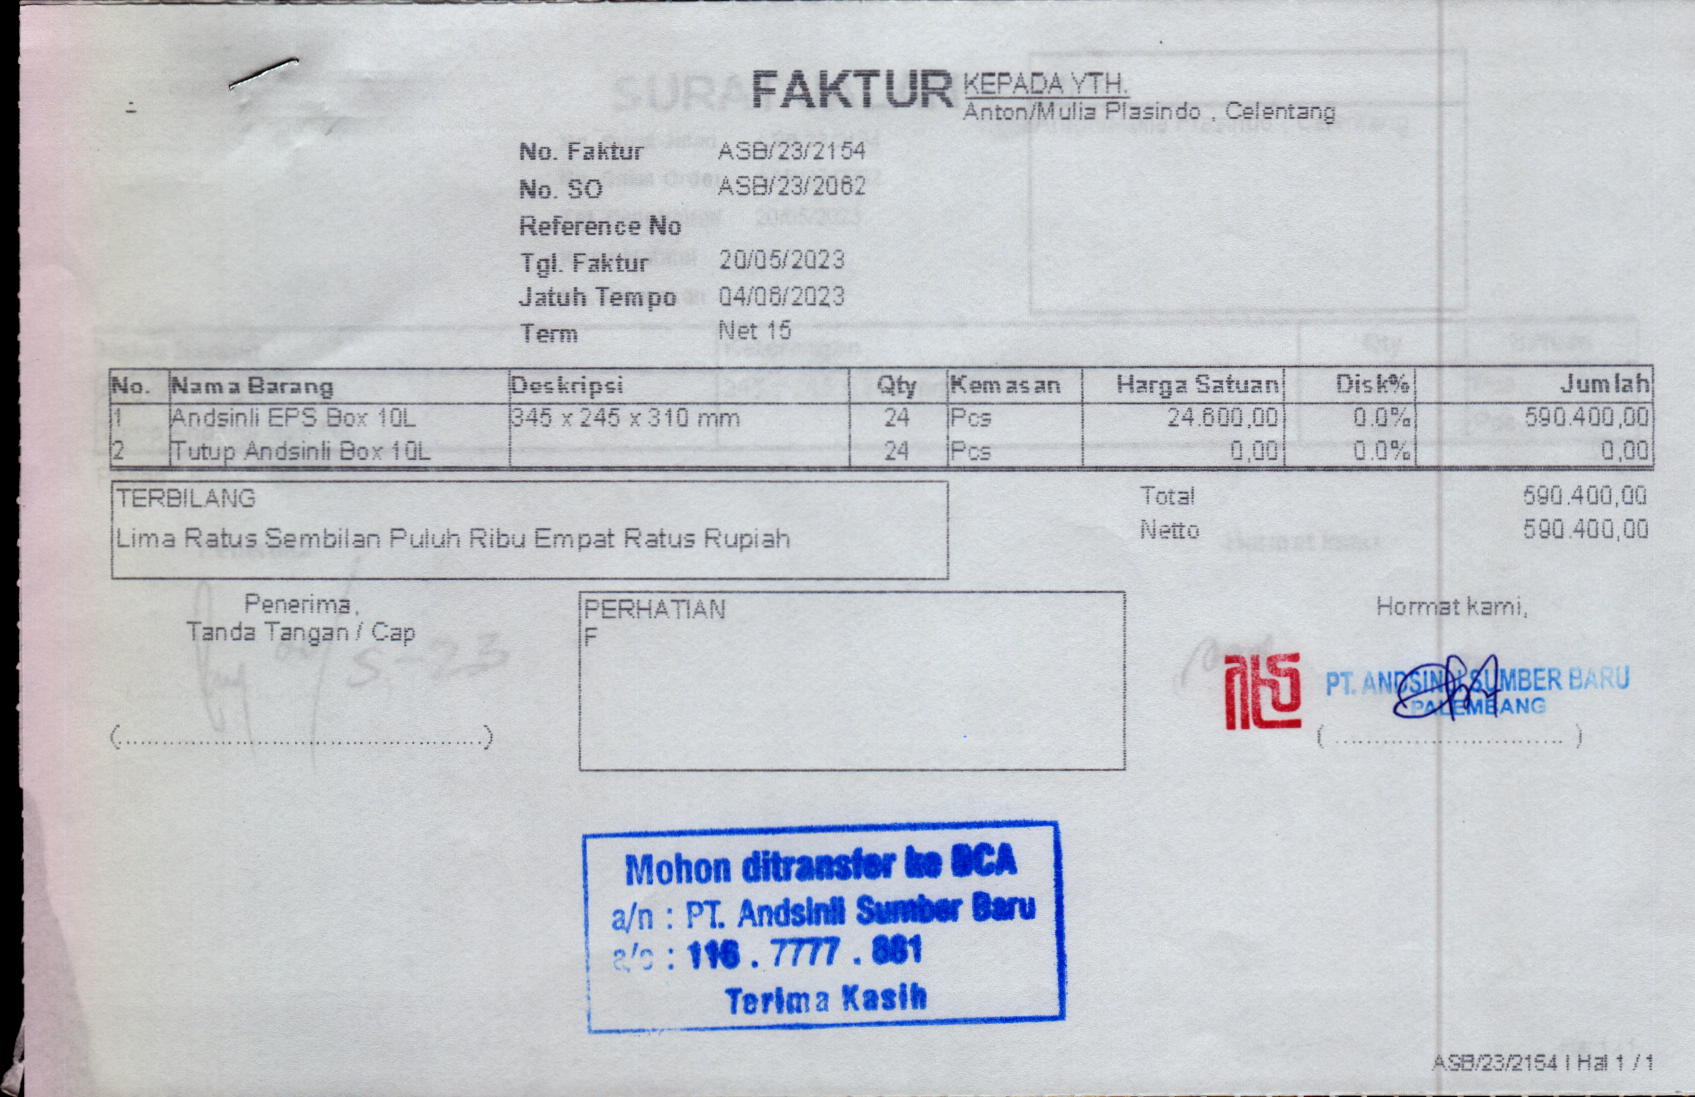 FAKTUR
KEPADA YTH.
Anton/Mulia Plasindo , Celentang
No. Faktur ASB/23/2154
No. SO ASB/23/2062
Reference No
Tgl. Faktur 20/05/2023
Jatuh Tempo 04/06/2023
Term Net 15
No. Nama Barang Deskripsi Qty Kemasan Harga Satuan Disk% Jumlah
1 Andsinli EPS Box 10L 345 x 245 x 310 mm 24 Pcs 24.600,00 0.0% 590.400,00
2 Tutup Andsinli Box 10L 24 Pcs 0,00 0.0% 0,00
TERBILANG
Lima Ratus Sembilan Puluh Ribu Empat Ratus Rupiah
Total 590.400,00
Netto 590.400,00
Penerima,
Tanda Tangan / Cap
PERHATIAN
F
Hormat kami,
PT. ANDSINLI SUMBER BARU
PALEMBANG
Mohon ditransfer ke BCA
a/n : PT. Andsinli Sumber Baru
a/c : 116 . 7777 . 881
Terima Kasih
ASB/23/2154 | Hal 1 / 1